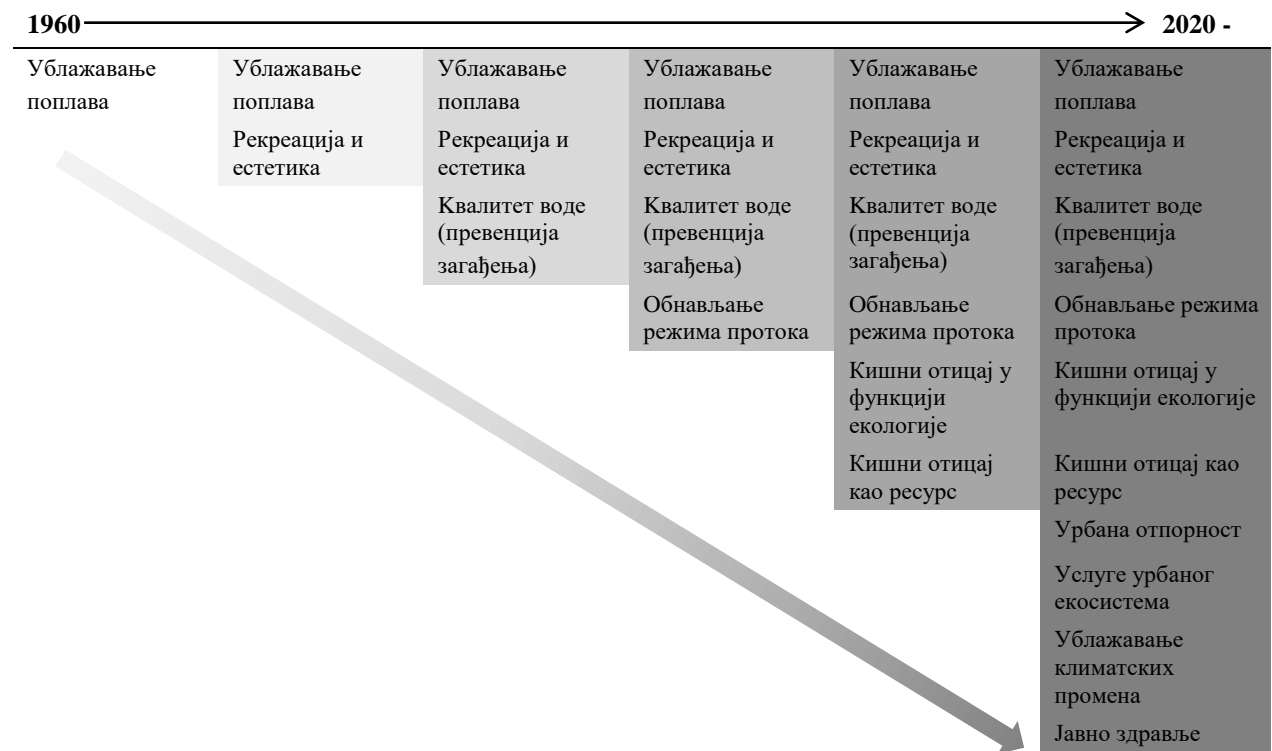 1960 2020 -
Ублажавање
поплава
Ублажавање
поплава
Рекреација и
естетика
Ублажавање
поплава
Рекреација и
естетика
Квалитет воде
(превенција
загађења)
Ублажавање
поплава
Рекреација и
естетика
Квалитет воде
(превенција
загађења)
Обнављање
режима протока
Ублажавање
поплава
Рекреација и
естетика
Квалитет воде
(превенција
загађења)
Обнављање
режима протока
Кишни отицај у
функцији
екологије
Кишни отицај
као ресурс
Ублажавање
поплава
Рекреација и
естетика
Квалитет воде
(превенција
загађења)
Обнављање режима
протока
Кишни отицај у
функцији екологије
Кишни отицај као
ресурс
Урбана отпорност
Услуге урбаног
екосистема
Ублажавање
климатских
промена
Јавно здравље